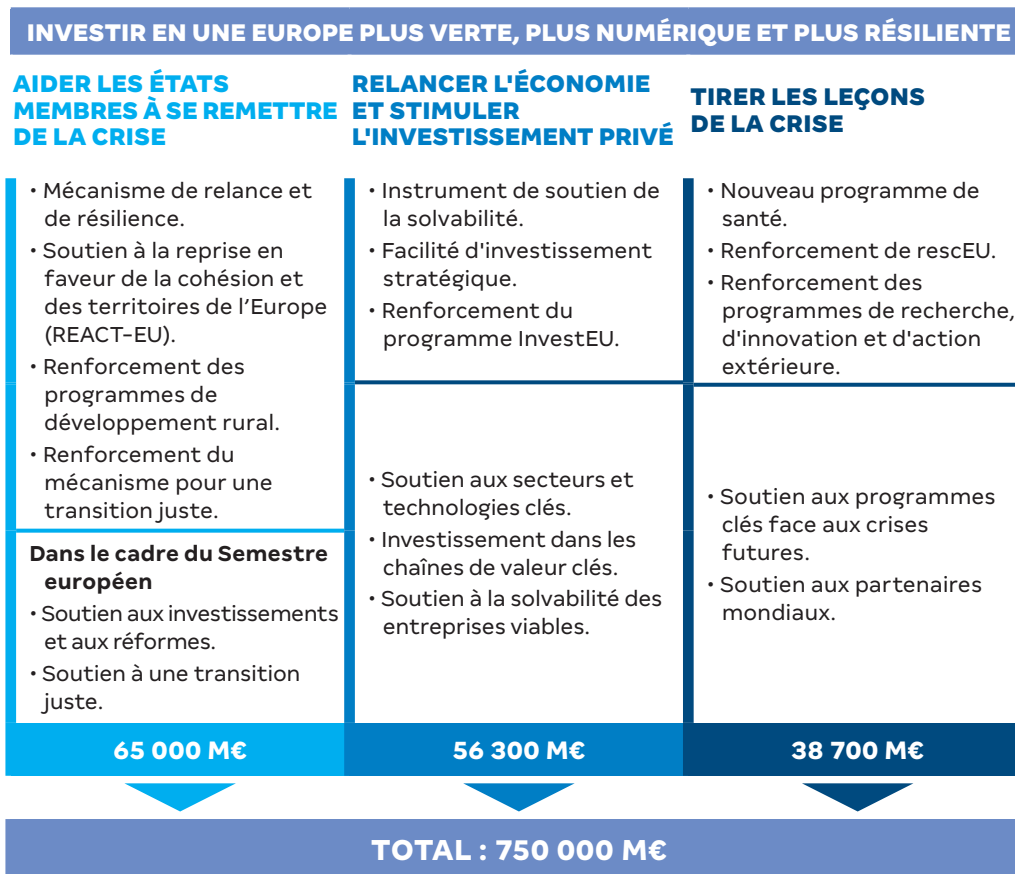 INVESTIR EN UNE EUROPE PLUS VERTE, PLUS NUMÉRIQUE ET PLUS RÉSILIENTE
AIDER LES ÉTATS
MEMBRES À SE REMETTRE
DE LA CRISE
• Mécanisme de relance et
de résilience.
• Soutien à la reprise en
faveur de la cohésion et
des territoires de l’Europe
(REACT-EU).
• Renforcement des
programmes de
développement rural.
• Renforcement du
mécanisme pour une
transition juste.
Dans le cadre du Semestre
européen
• Soutien aux investissements
et aux réformes.
• Soutien à une transition
juste.
65 000 M€
RELANCER L'ÉCONOMIE
ET STIMULER
L'INVESTISSEMENT PRIVÉ
• Instrument de soutien de
la solvabilité.
• Facilité d'investissement
stratégique.
• Renforcement du
programme InvestEU.
• Soutien aux secteurs et
technologies clés.
• Investissement dans les
chaînes de valeur clés.
• Soutien à la solvabilité des
entreprises viables.
56 300 M€
TIRER LES LEÇONS
DE LA CRISE
• Nouveau programme de
santé.
• Renforcement de rescEU.
• Renforcement des
programmes de recherche,
d'innovation et d'action
extérieure.
• Soutien aux programmes
clés face aux crises
futures.
• Soutien aux partenaires
mondiaux.
38 700 M€
TOTAL : 750 000 M€